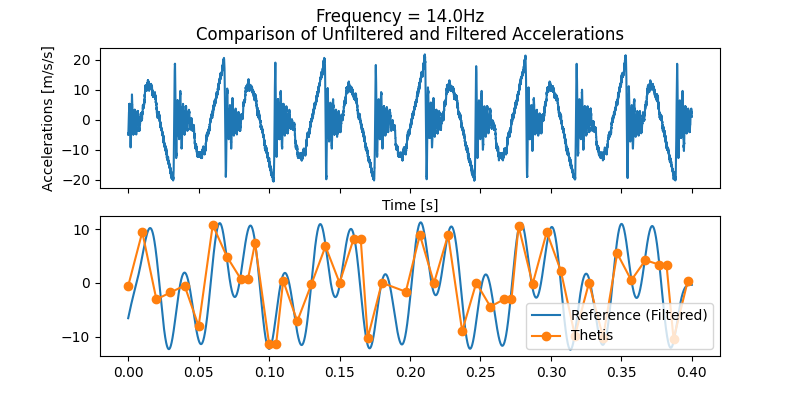 Frequency = 14.0Hz
Comparison of Unfiltered and Filtered Accelerations
Accelerations [m/s/s]
20
10
0
−10
−20
Time [s]
10
0
−10
Reference (Filtered)
Thetis
0.00 0.05 0.10 0.15 0.20 0.25 0.30 0.35 0.40